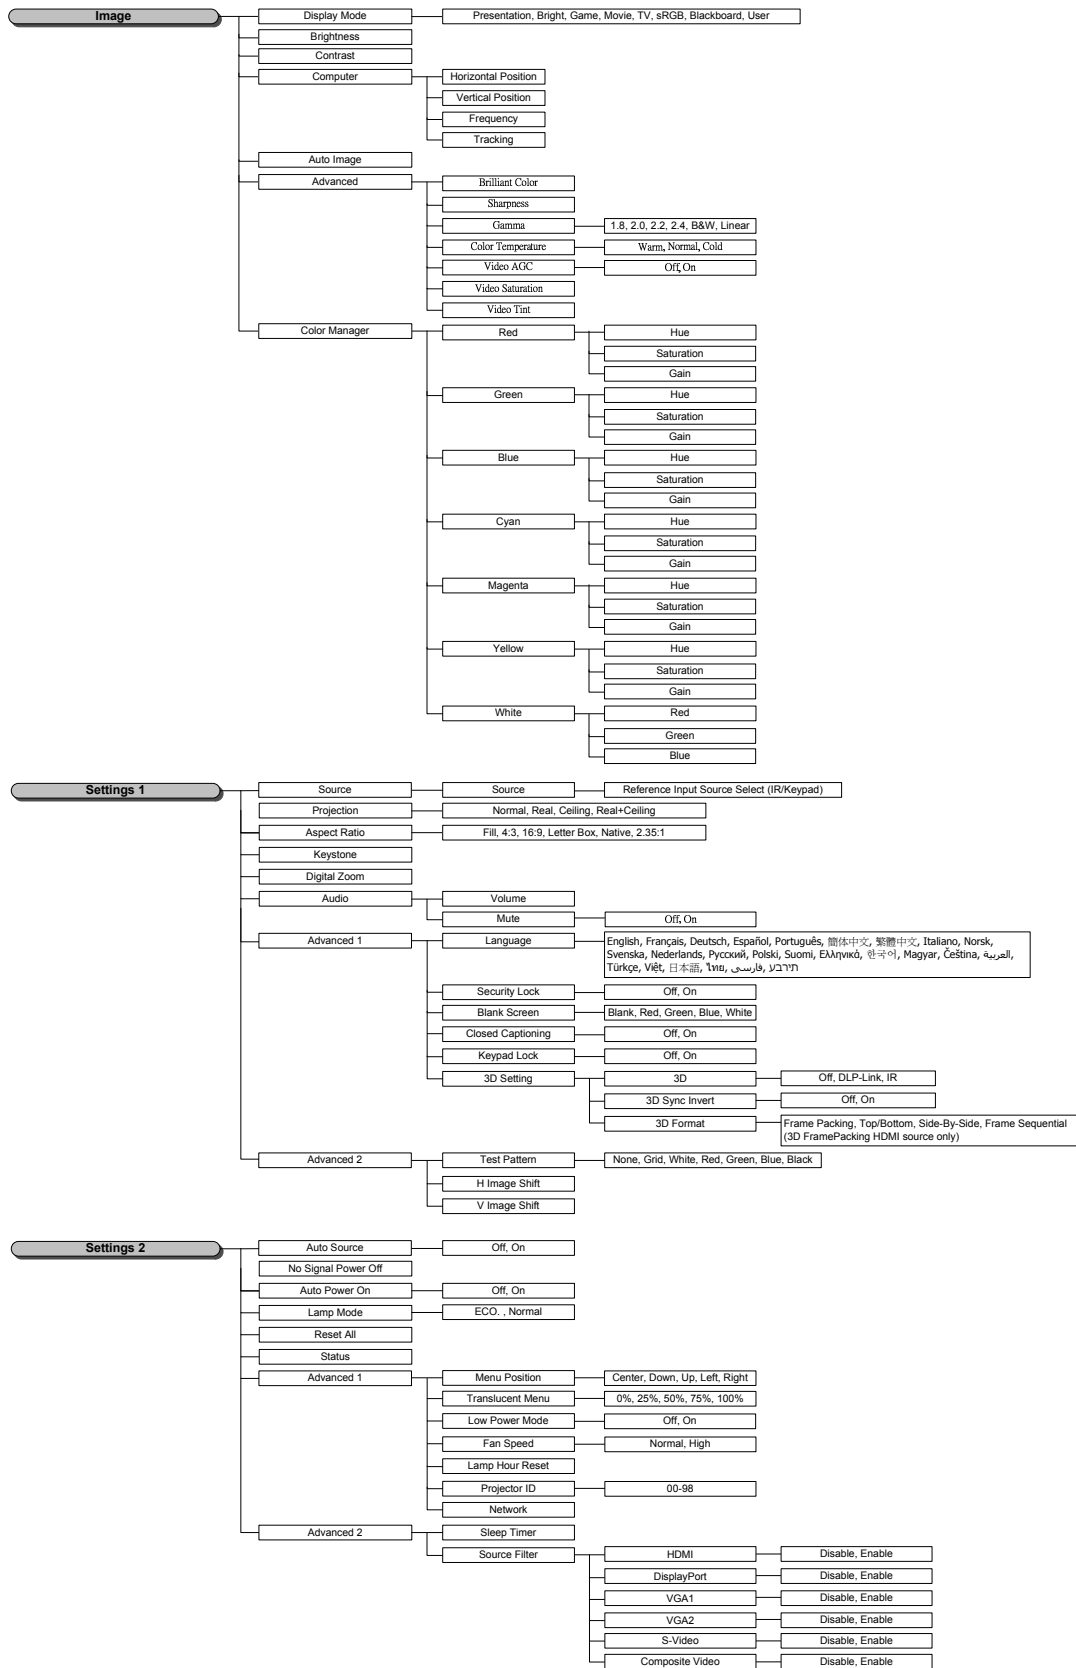 Image
Display Mode
Presentation, Bright, Game, Movie, TV, sRGB, Blackboard, User
Brightness
Contrast
Computer
Horizontal Position
Vertical Position
Frequency
Tracking
Auto Image
Advanced
Brilliant Color
Sharpness
Gamma
1.8, 2.0, 2.2, 2.4, B&W, Linear
Color Temperature
Warm, Normal, Cold
Video AGC
Off, On
Video Saturation
Video Tint
Color Manager
Red
Hue
Saturation
Gain
Green
Hue
Saturation
Gain
Blue
Hue
Saturation
Gain
Cyan
Hue
Saturation
Gain
Magenta
Hue
Saturation
Gain
Yellow
Hue
Saturation
Gain
White
Red
Green
Blue
Settings 1
Source
Source
Reference Input Source Select (IR/Keypad)
Projection
Normal, Real, Ceiling, Real+Ceiling
Aspect Ratio
Fill, 4:3, 16:9, Letter Box, Native, 2.35:1
Keystone
Digital Zoom
Audio
Volume
Mute
Off, On
Advanced 1
Language
English, Français, Deutsch, Español, Português, 簡体中文, 繁體中文, Italiano, Norsk,
Svenska, Nederlands, Русский, Polski, Suomi, Ελληνικά, 한국어, Magyar, Čeština, العربية,
Türkçe, Việt, 日本語, ไทย, فارسی, תירבע
Security Lock
Off, On
Blank Screen
Blank, Red, Green, Blue, White
Closed Captioning
Off, On
Keypad Lock
Off, On
3D Setting
3D
Off, DLP-Link, IR
3D Sync Invert
Off, On
3D Format
Frame Packing, Top/Bottom, Side-By-Side, Frame Sequential
(3D FramePacking HDMI source only)
Advanced 2
Test Pattern
None, Grid, White, Red, Green, Blue, Black
H Image Shift
V Image Shift
Settings 2
Auto Source
Off, On
No Signal Power Off
Auto Power On
Off, On
Lamp Mode
ECO. , Normal
Reset All
Status
Advanced 1
Menu Position
Center, Down, Up, Left, Right
Translucent Menu
0%, 25%, 50%, 75%, 100%
Low Power Mode
Off, On
Fan Speed
Normal, High
Lamp Hour Reset
Projector ID
00-98
Network
Advanced 2
Sleep Timer
Source Filter
HDMI
Disable, Enable
DisplayPort
Disable, Enable
VGA1
Disable, Enable
VGA2
Disable, Enable
S-Video
Disable, Enable
Composite Video
Disable, Enable